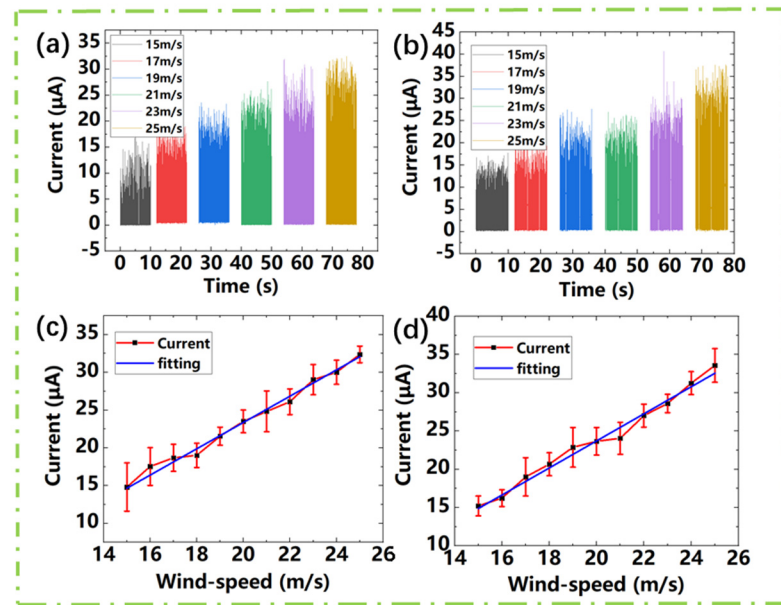 (a)
35
30
25
20
15
10
5
0
-5
Current (μA)
15m/s
17m/s
19m/s
21m/s
23m/s
25m/s
0 10 20 30 40 50 60 70 80
Time (s)
(b)
45
40
35
30
25
20
15
10
5
0
-5
Current (μA)
15m/s
17m/s
19m/s
21m/s
23m/s
25m/s
0 10 20 30 40 50 60 70 80
Time (s)
(c)
35
30
25
20
15
10
Current (μA)
Current
fitting
14 16 18 20 22 24 26
Wind-speed (m/s)
(d)
40
35
30
25
20
15
10
Current (μA)
Current
fitting
14 16 18 20 22 24 26
Wind-speed (m/s)